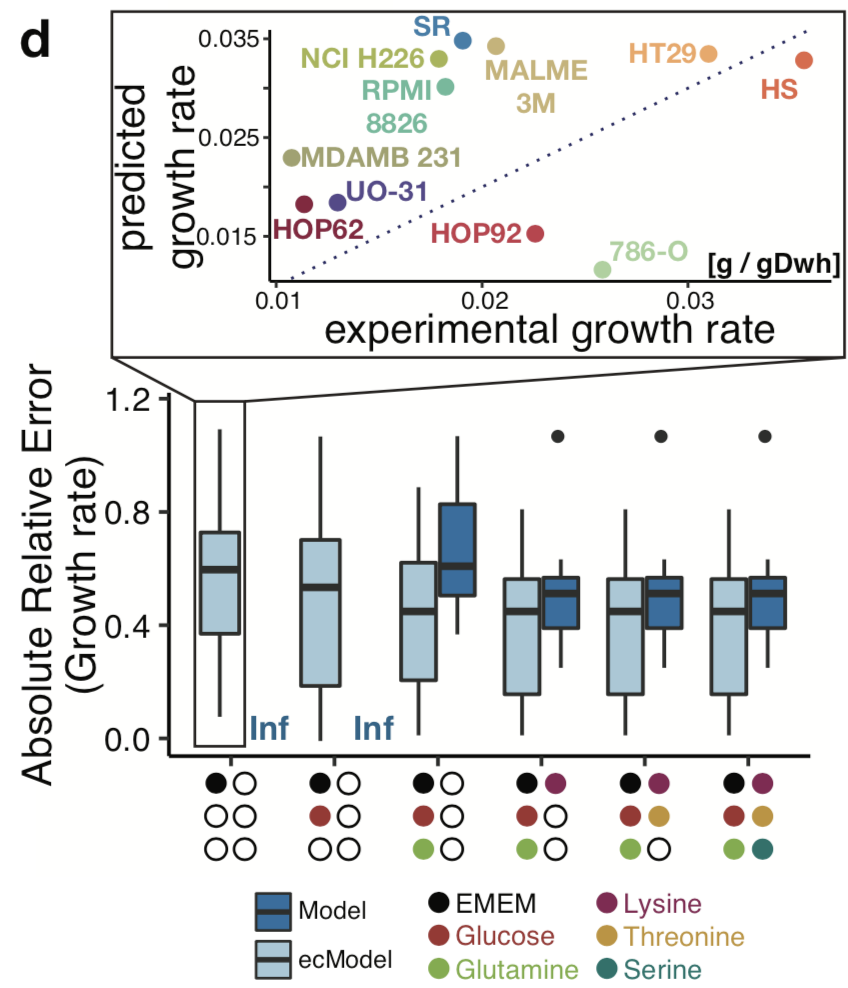 d
SR
0.035
NCI H226
HT29
MALME
3M
RPMI
8826
HS
0.025
MDAMB 231
UO-31
HOP62
0.015
HOP92
786-O
[g / gDwh]
predicted
growth rate
0.01
0.02
0.03
experimental growth rate
1.2
0.8
0.4
0.0
Absolute Relative Error
(Growth rate)
Inf
Inf
Model
ecModel
EMEM
Glucose
Glutamine
Lysine
Threonine
Serine